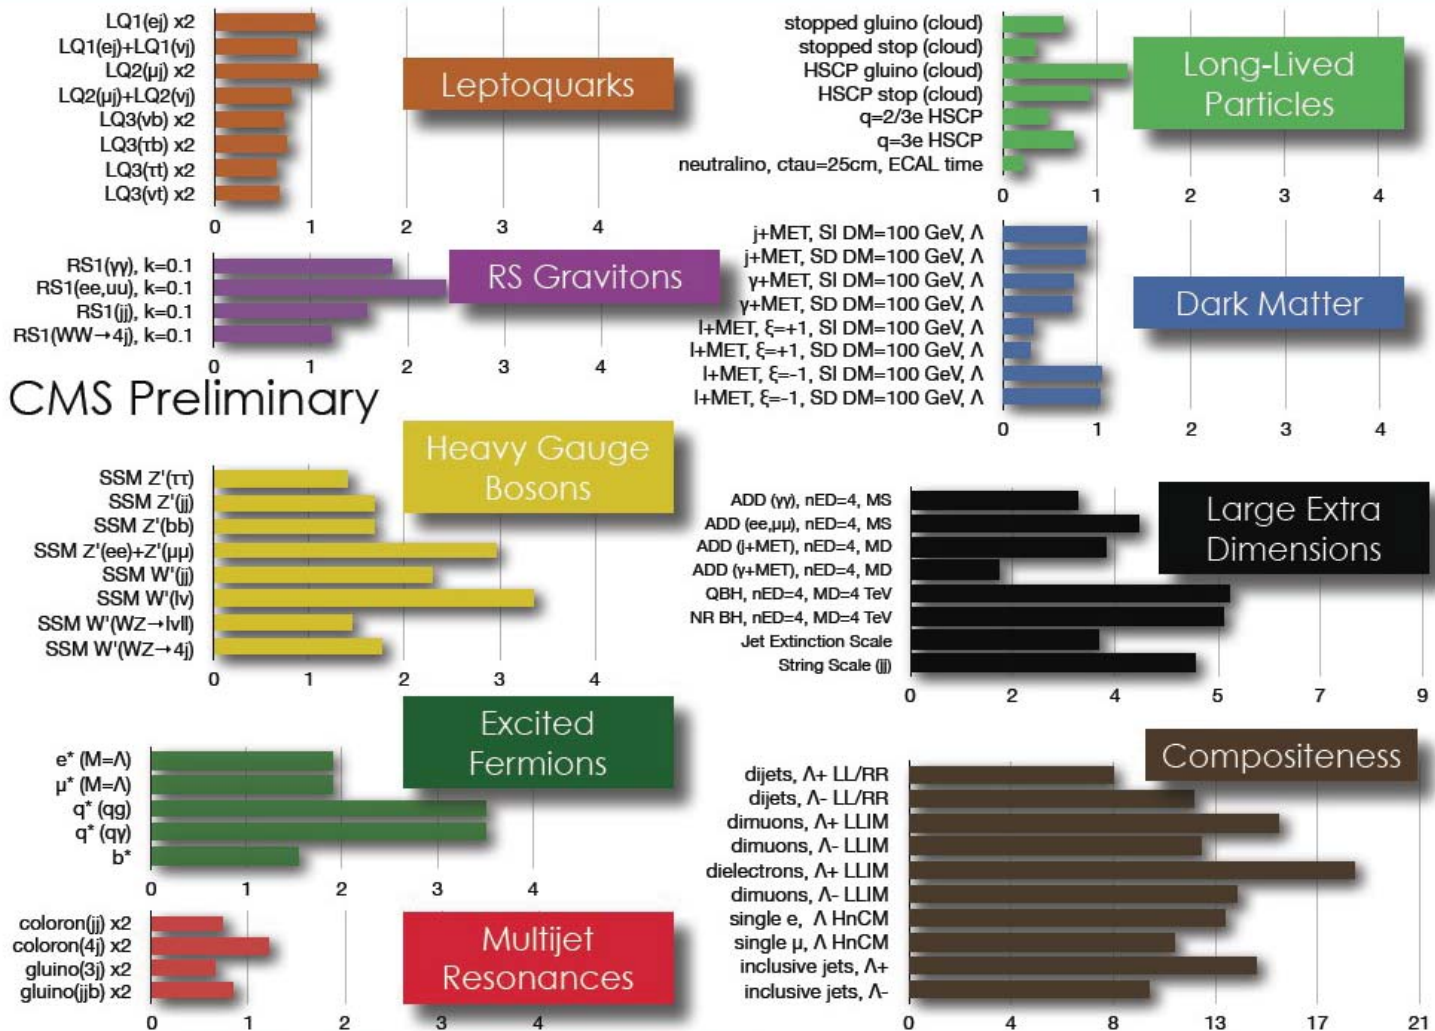 LQ1(ej) x2
LQ1(ej)+LQ1(νj)
LQ2(μj) x2
LQ2(μj)+LQ2(νj)
LQ3(νb) x2
LQ3(τb) x2
LQ3(τt) x2
LQ3(vt) x2
0 1 2 3 4
Leptoquarks
RS1(γγ), k=0.1
RS1(ee,uu), k=0.1
RS1(jj), k=0.1
RS1(WW→4j), k=0.1
0 1 2 3 4
RS Gravitons
CMS Preliminary
Heavy Gauge
Bosons
SSM Z'(ττ)
SSM Z'(jj)
SSM Z'(bb)
SSM Z'(ee)+Z'(μμ)
SSM W'(jj)
SSM W'(lv)
SSM W'(WZ→lvll)
SSM W'(WZ→4j)
0 1 2 3 4
Excited
Fermions
e* (M=Λ)
μ* (M=Λ)
q* (qg)
q* (qγ)
b*
0 1 2 3 4
coloron(jj) x2
coloron(4j) x2
gluino(3j) x2
gluino(jjb) x2
0 1 2 3 4
Multijet
Resonances
stopped gluino (cloud)
stopped stop (cloud)
HSCP gluino (cloud)
HSCP stop (cloud)
q=2/3e HSCP
q=3e HSCP
neutralino, ctau=25cm, ECAL time
0 1 2 3 4
Long-Lived
Particles
j+MET, SI DM=100 GeV, Λ
j+MET, SD DM=100 GeV, Λ
γ+MET, SI DM=100 GeV, Λ
γ+MET, SD DM=100 GeV, Λ
l+MET, ξ=+1, SI DM=100 GeV, Λ
l+MET, ξ=+1, SD DM=100 GeV, Λ
l+MET, ξ=-1, SI DM=100 GeV, Λ
l+MET, ξ=-1, SD DM=100 GeV, Λ
0 1 2 3 4
Dark Matter
ADD (γγ), nED=4, MS
ADD (ee,μμ), nED=4, MS
ADD (j+MET), nED=4, MD
ADD (γ+MET), nED=4, MD
QBH, nED=4, MD=4 TeV
NR BH, nED=4, MD=4 TeV
Jet Extinction Scale
String Scale (jj)
0 2 4 5 7 9
Large Extra
Dimensions
Compositeness
dijets, Λ+ LL/RR
dijets, Λ- LL/RR
dimuons, Λ+ LLIM
dimuons, Λ- LLIM
dielectrons, Λ+ LLIM
dimuons, Λ- LLIM
single e, Λ HnCM
single μ, Λ HnCM
inclusive jets, Λ+
inclusive jets, Λ-
0 4 8 13 17 21